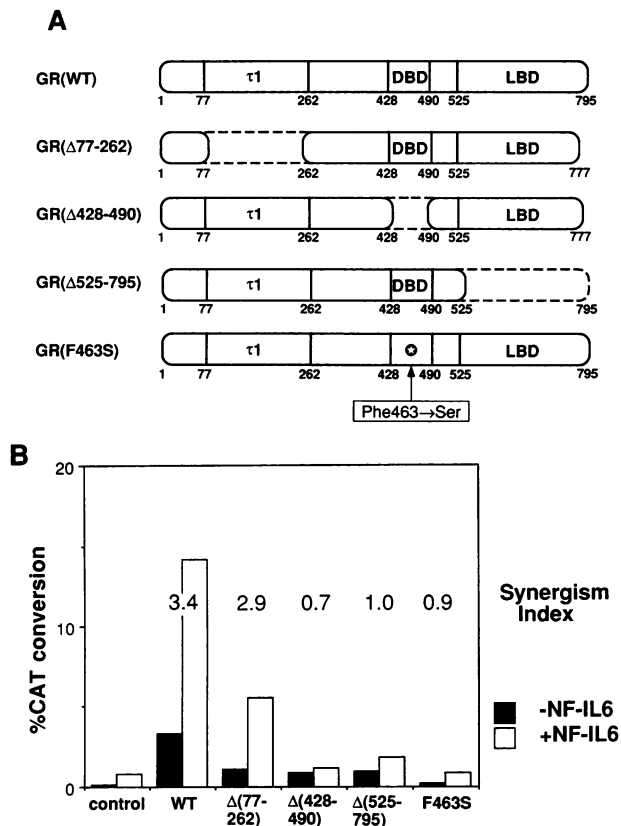 A
GR(WT)
τ1 DBD LBD
1 77 262 428 490 525 795
GR(Δ77-262)
DBD LBD
1 77 262 428 490 525 777
GR(Δ428-490)
τ1 LBD
1 77 262 428 490 525 777
GR(Δ525-795)
τ1 DBD
1 77 262 428 490 525 795
GR(F463S)
τ1 LBD
1 77 262 428 490 525 795
Phe463→Ser
B
%CAT conversion
20
10
0
3.4 2.9 0.7 1.0 0.9
Synergism
Index
-NF-IL6
+NF-IL6
control WT Δ(77- Δ(428- Δ(525- F463S
262) 490) 795)